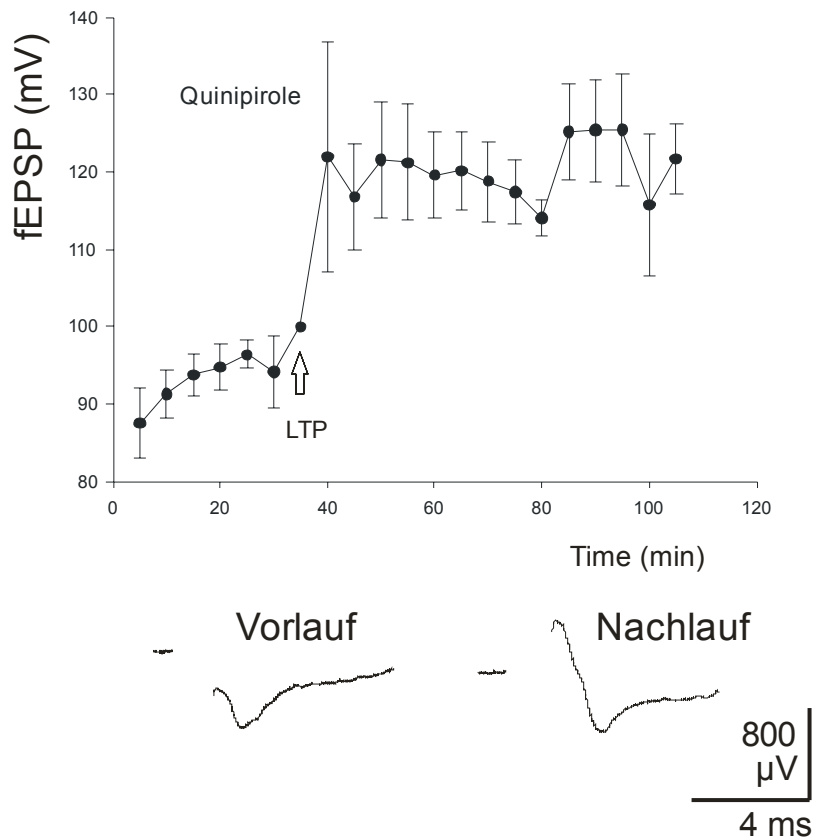 140
130
120
110
100
90
80
fEPSP (mV)
Quinipirole
LTP
0 20 40 60 80 100 120
Time (min)
Vorlauf Nachlauf
800
µV
4 ms